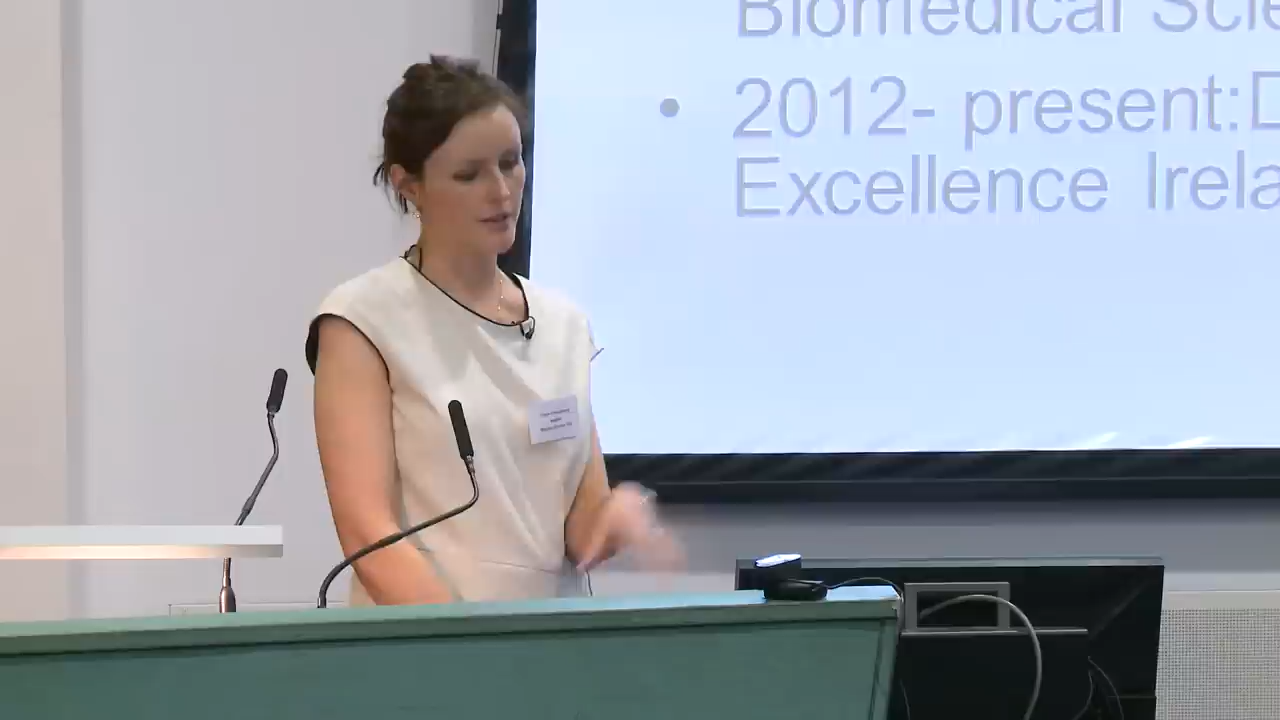 Biomedical Scie
• 2012- present:D
Excellence Irela